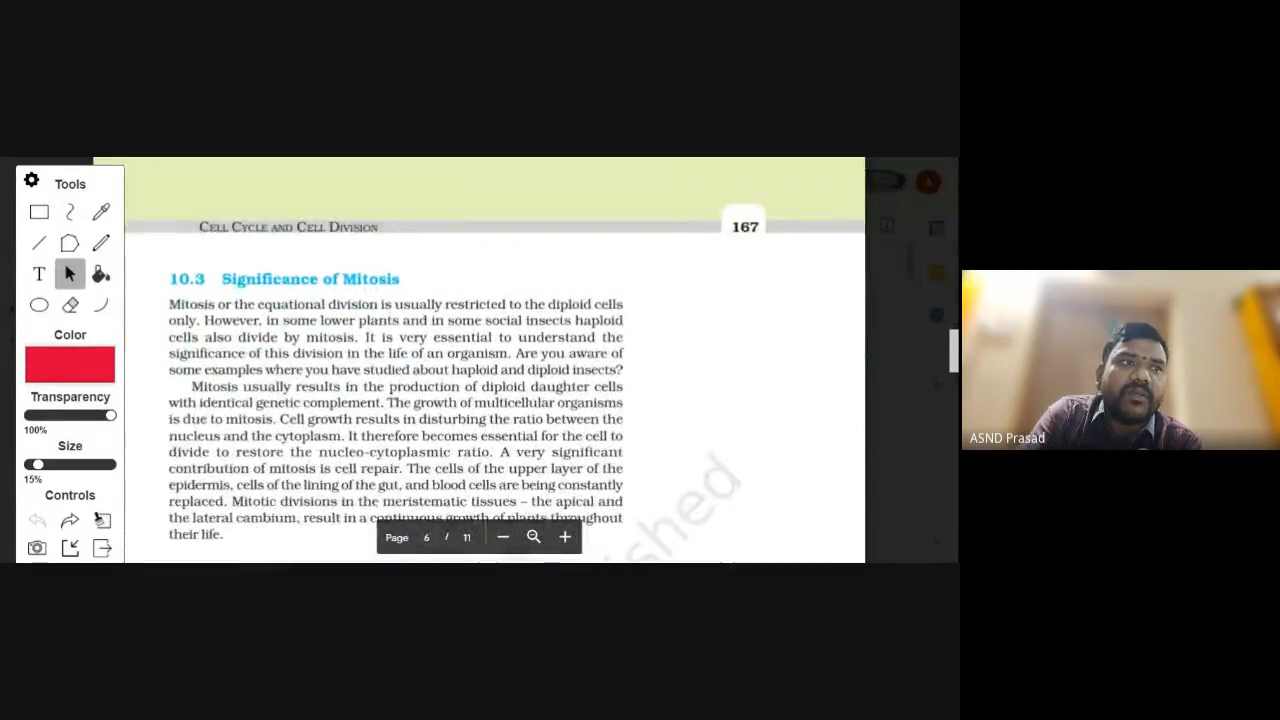 Tools
Color
Transparency
100%
Size
15%
Controls
CELL CYCLE AND CELL DIVISION
167
10.3 Significance of Mitosis
Mitosis or the equational division is usually restricted to the diploid cells
only. However, in some lower plants and in some social insects haploid
cells also divide by mitosis. It is very essential to understand the
significance of this division in the life of an organism. Are you aware of
some examples where you have studied about haploid and diploid insects?
Mitosis usually results in the production of diploid daughter cells
with identical genetic complement. The growth of multicellular organisms
is due to mitosis. Cell growth results in disturbing the ratio between the
nucleus and the cytoplasm. It therefore becomes essential for the cell to
divide to restore the nucleo-cytoplasmic ratio. A very significant
contribution of mitosis is cell repair. The cells of the upper layer of the
epidermis, cells of the lining of the gut, and blood cells are being constantly
replaced. Mitotic divisions in the meristematic tissues – the apical and
the lateral cambium, result in a continuous growth of plants throughout
their life.
Page 6 / 11
shed
ASND Prasad